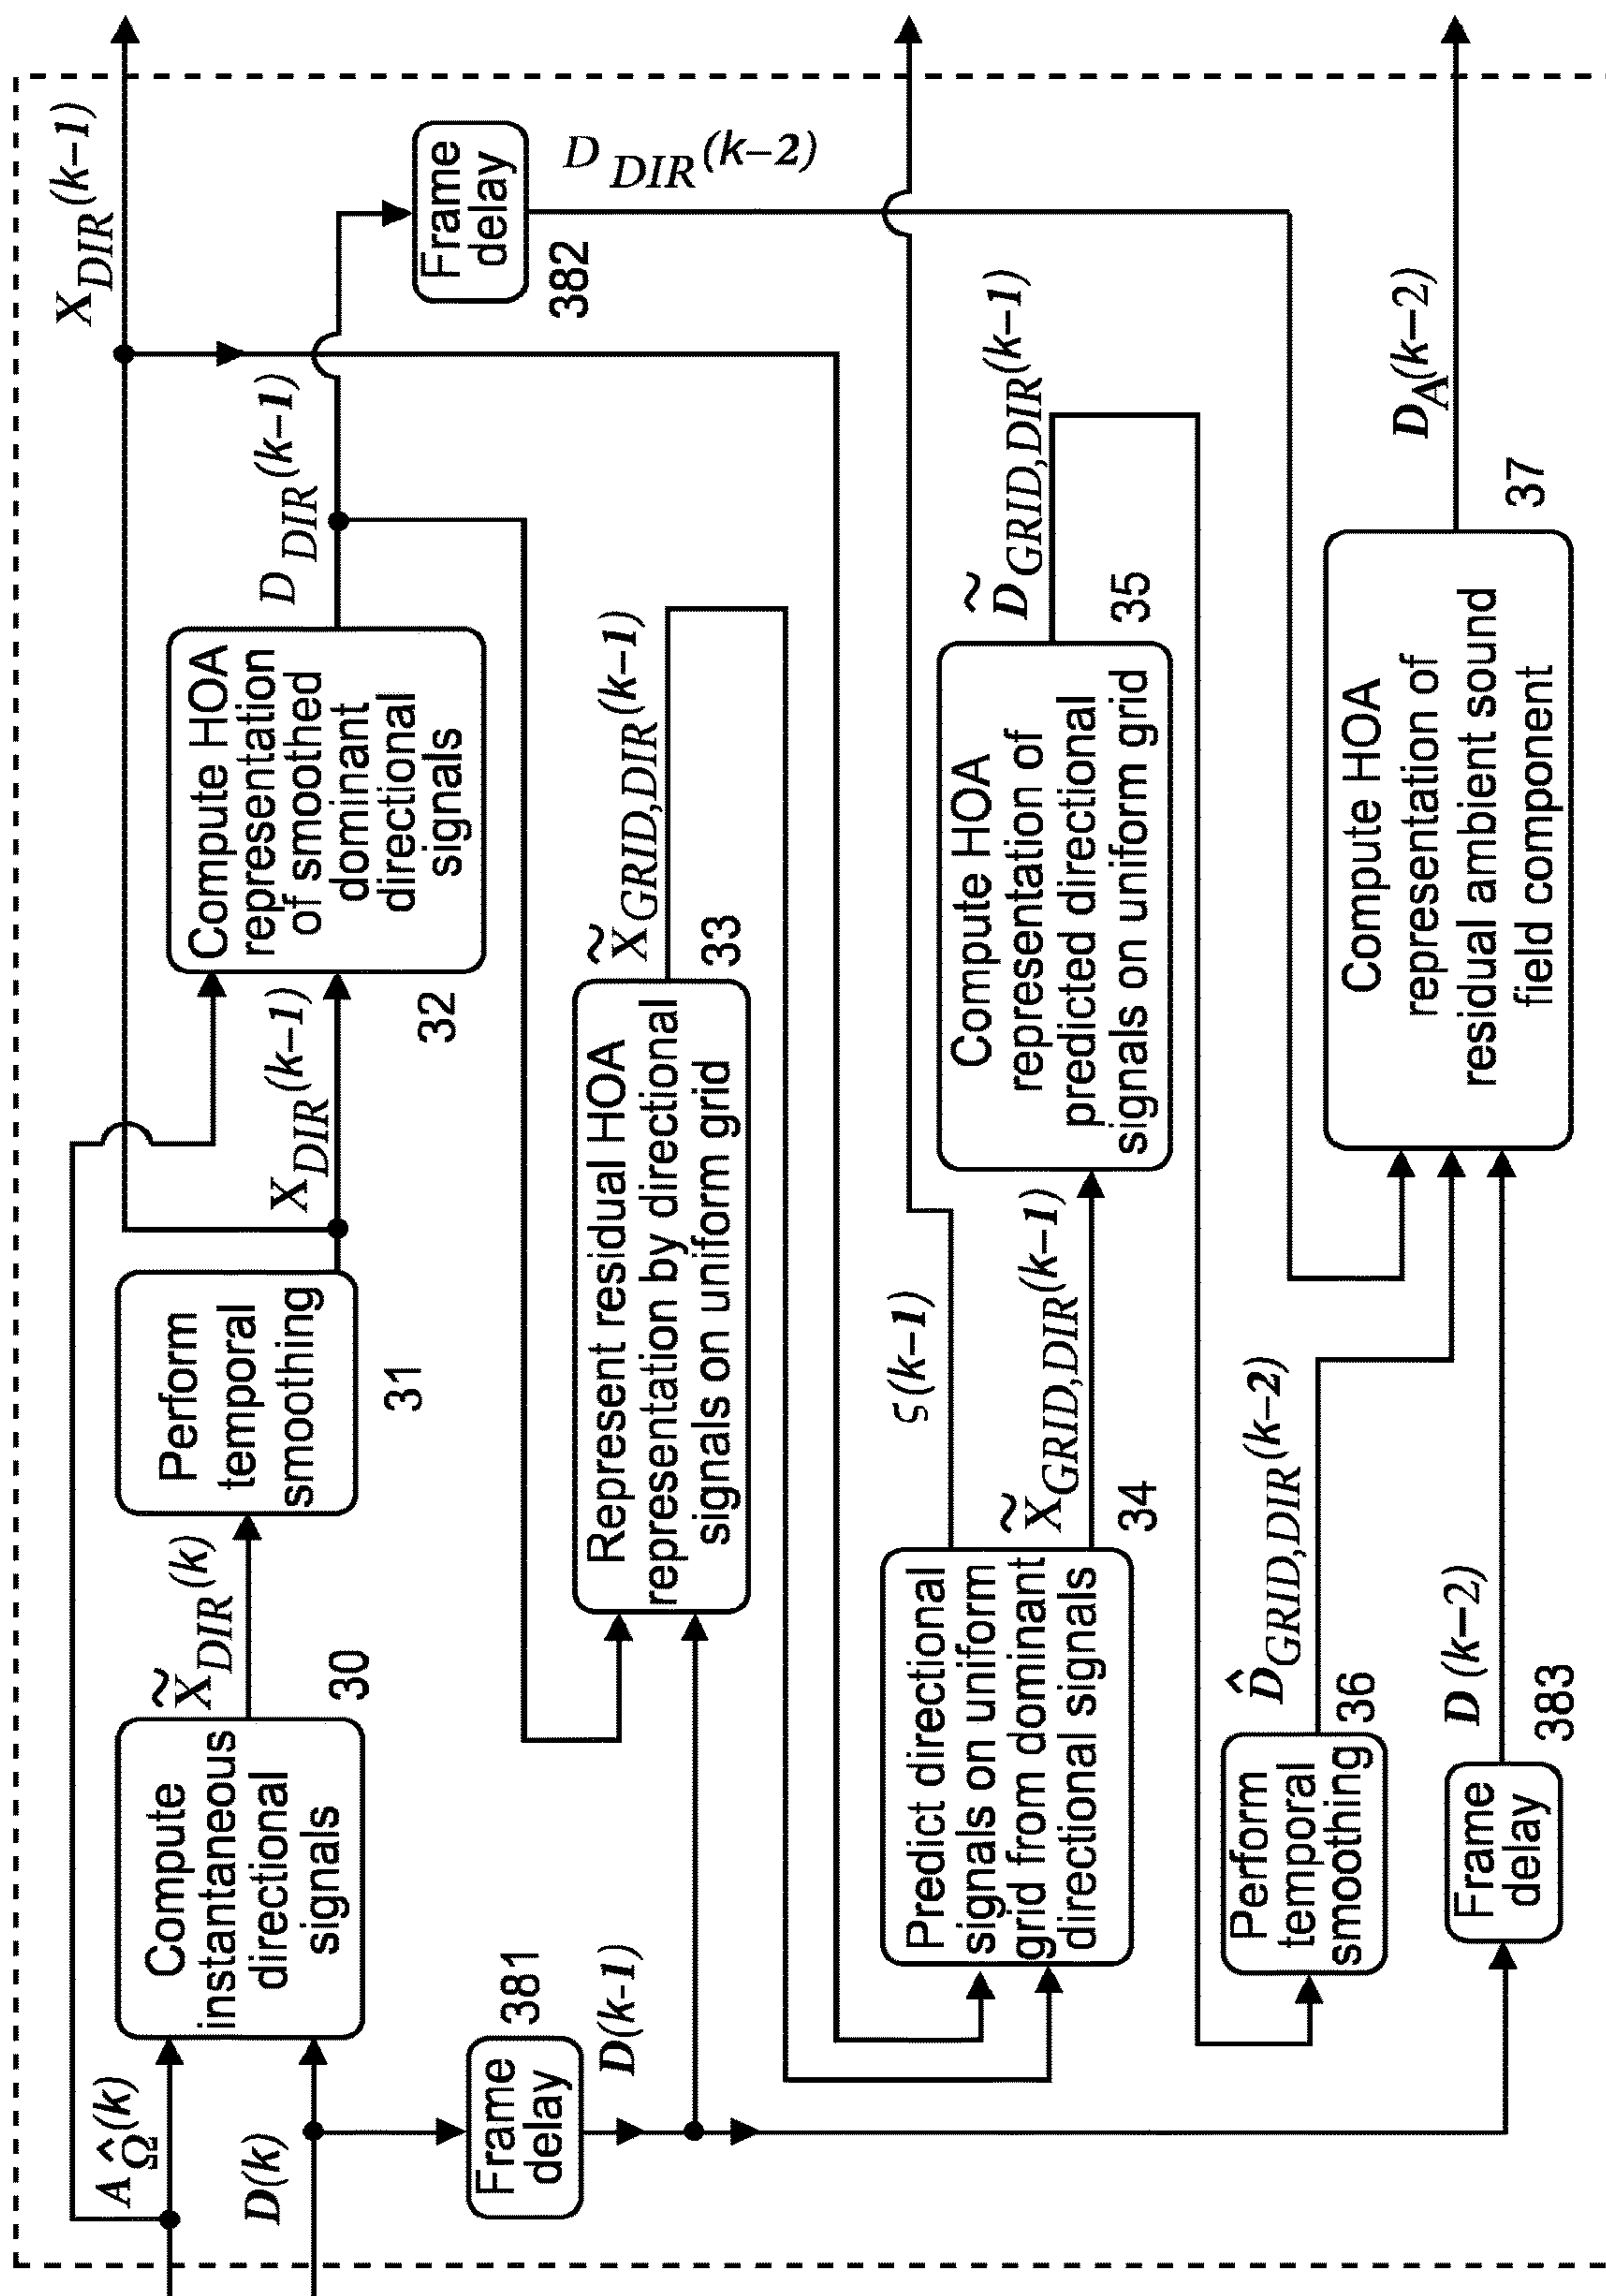 A Ω̂(k)
D(k)
Compute
instantaneous
directional
signals
30
X̃DIR(k)
Perform
temporal
smoothing
31
XDIR(k–1)
Compute HOA
representation
of smoothed
dominant
directional
signals
32
DDIR(k–1)
XDIR(k–1)
Frame
delay
382
DDIR(k–2)
Frame
delay
381
D(k-1)
Represent residual HOA
representation by directional
signals on uniform grid
33
X̃GRID,DIR(k–1)
Predict directional
signals on uniform
grid from dominant
directional signals
34
ς(k–1)
X̃GRID,DIR(k–1)
Compute HOA
representation of
predicted directional
signals on uniform grid
35
D̃GRID,DIR(k–1)
Perform
temporal
smoothing
36
D̂GRID,DIR(k–2)
Frame
delay
383
D (k–2)
Compute HOA
representation of
residual ambient sound
field component
37
DA(k–2)